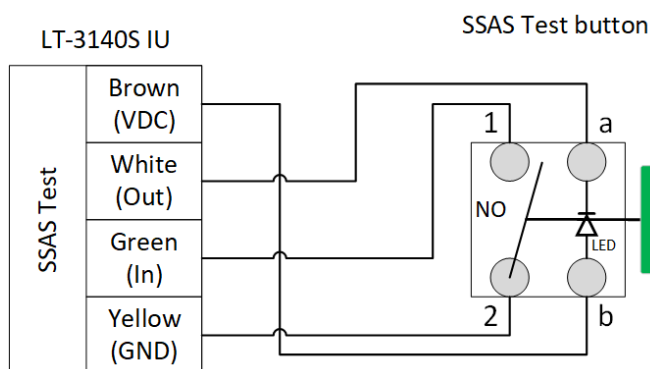 LT-3140S IU
SSAS Test button
SSAS Test
Brown
(VDC)
White
(Out)
Green
(In)
Yellow
(GND)
1
a
NO
LED
2
b